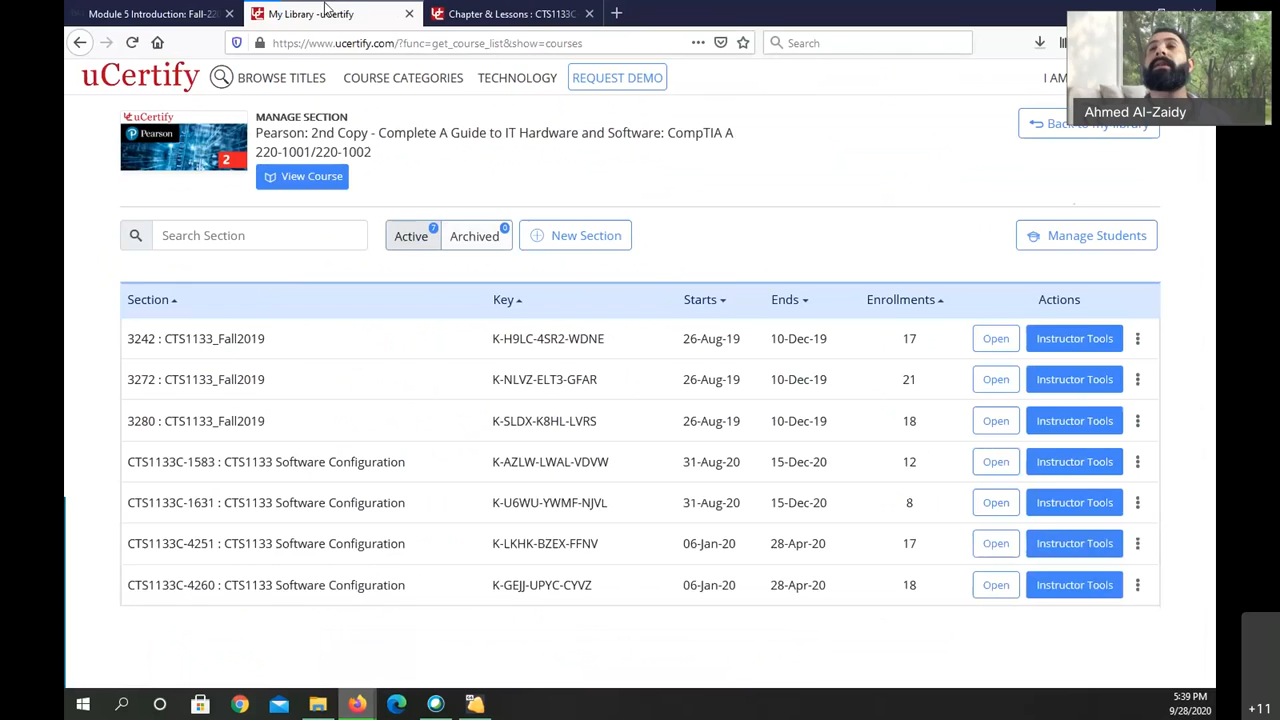 Module 5 Introduction: Fall-22
My Library -uCertify
Chapter & Lessons : CTS1133C
https://www.ucertify.com/?func=get_course_list&show=courses
Search
uCertify
BROWSE TITLES
COURSE CATEGORIES
TECHNOLOGY
REQUEST DEMO
I AM
Ahmed Al-Zaidy
uCertify
Pearson
2
MANAGE SECTION
Pearson: 2nd Copy - Complete A Guide to IT Hardware and Software: CompTIA A
220-1001/220-1002
View Course
Back to my library
Search Section
Active 7
Archived 0
New Section
Manage Students
Section Key Starts Ends Enrollments Actions
3242 : CTS1133_Fall2019 K-H9LC-4SR2-WDNE 26-Aug-19 10-Dec-19 17 Open Instructor Tools
3272 : CTS1133_Fall2019 K-NLVZ-ELT3-GFAR 26-Aug-19 10-Dec-19 21 Open Instructor Tools
3280 : CTS1133_Fall2019 K-SLDX-K8HL-LVRS 26-Aug-19 10-Dec-19 18 Open Instructor Tools
CTS1133C-1583 : CTS1133 Software Configuration K-AZLW-LWAL-VDVW 31-Aug-20 15-Dec-20 12 Open Instructor Tools
CTS1133C-1631 : CTS1133 Software Configuration K-U6WU-YWMF-NJVL 31-Aug-20 15-Dec-20 8 Open Instructor Tools
CTS1133C-4251 : CTS1133 Software Configuration K-LKHK-BZEX-FFNV 06-Jan-20 28-Apr-20 17 Open Instructor Tools
CTS1133C-4260 : CTS1133 Software Configuration K-GEJJ-UPYC-CYVZ 06-Jan-20 28-Apr-20 18 Open Instructor Tools
5:39 PM
9/28/2020
+11